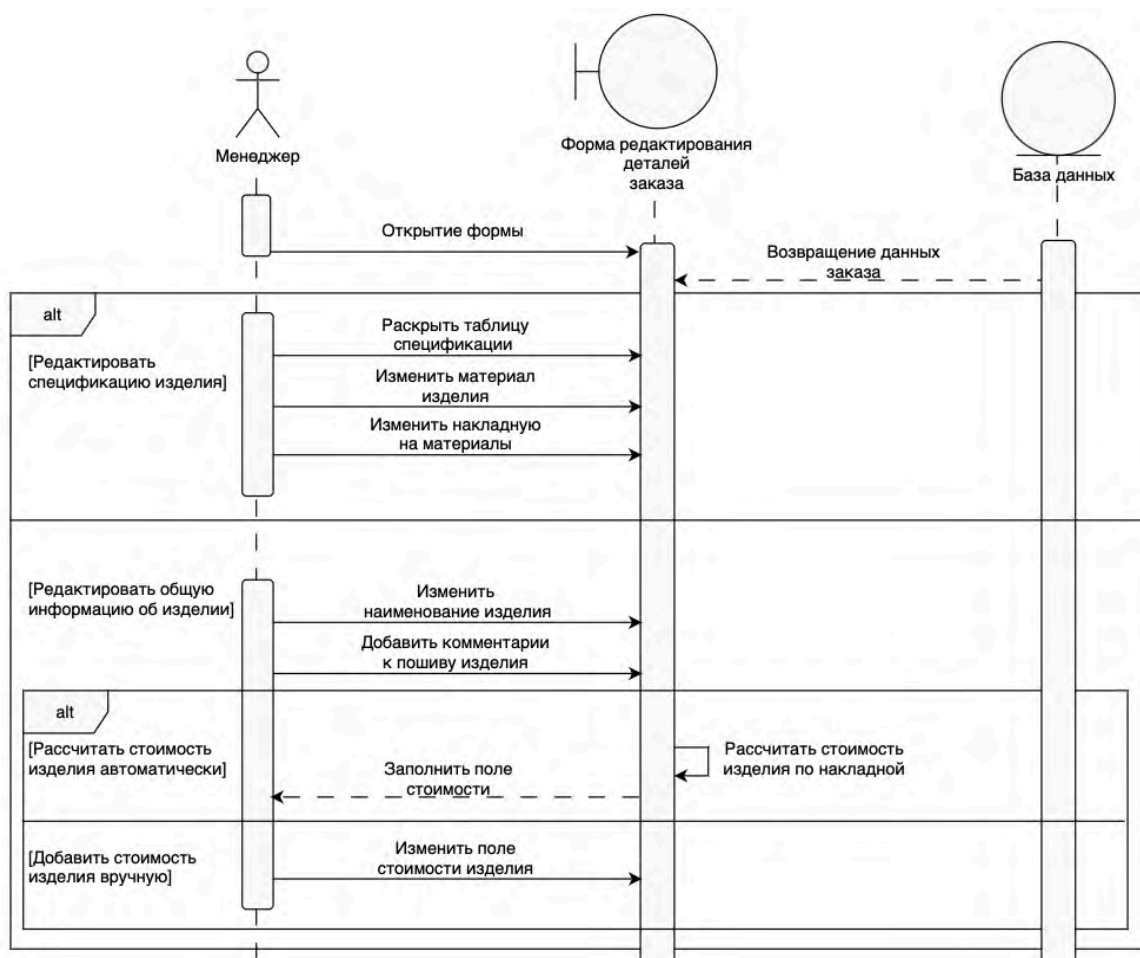 Менеджер
Форма редактирования
деталей
заказа
База данных
Открытие формы
Возвращение данных
заказа
alt
[Редактировать
спецификацию изделия]
Раскрыть таблицу
спецификации
Изменить материал
изделия
Изменить накладную
на материалы
[Редактировать общую
информацию об изделии]
Изменить
наименование изделия
Добавить комментарии
к пошиву изделия
alt
[Рассчитать стоимость
изделия автоматически]
Рассчитать стоимость
изделия по накладной
Заполнить поле
стоимости
[Добавить стоимость
изделия вручную]
Изменить поле
стоимости изделия